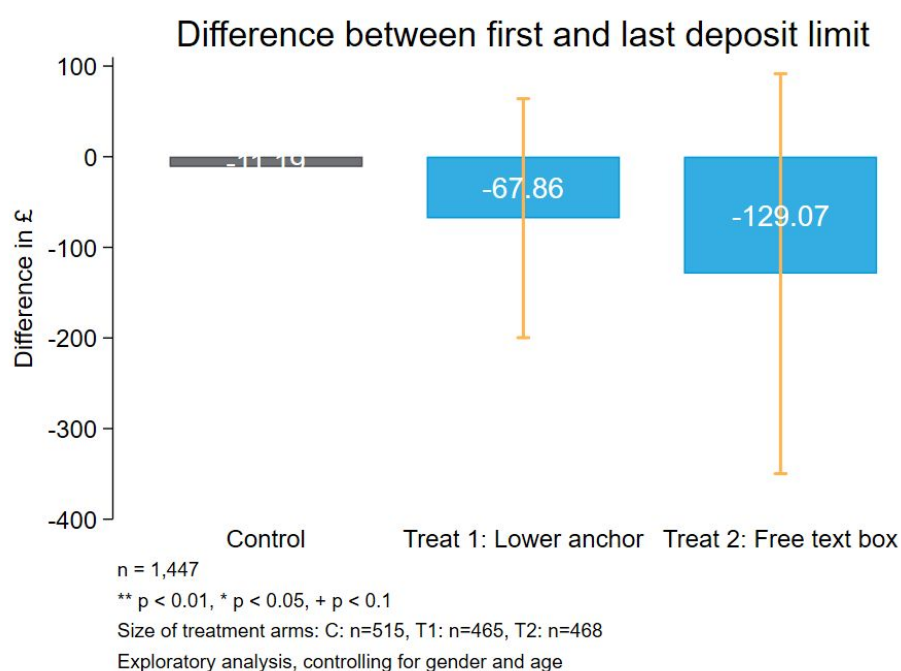 Difference between first and last deposit limit
Difference in £
100
0
-100
-200
-300
-400
-11.19
-67.86
-129.07
Control
Treat 1: Lower anchor
Treat 2: Free text box
n = 1,447
** p < 0.01, * p < 0.05, + p < 0.1
Size of treatment arms: C: n=515, T1: n=465, T2: n=468
Exploratory analysis, controlling for gender and age